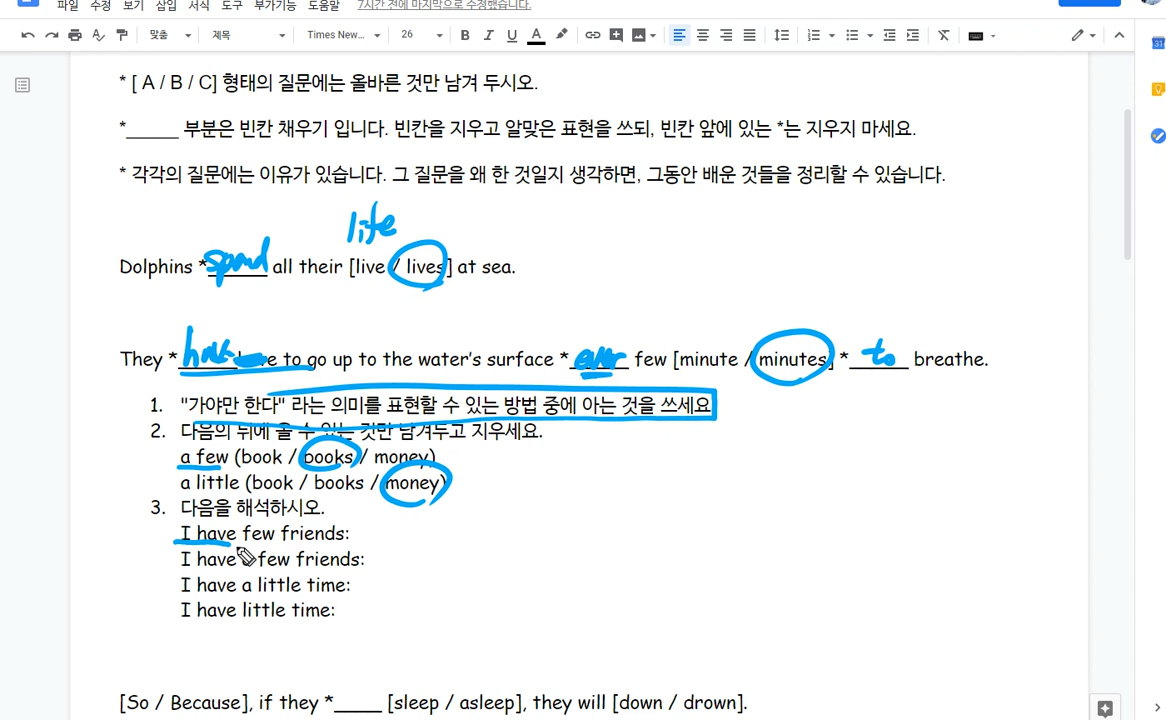 파일 수정 보기 삽입 서식 도구 부가기능 도움말 7시간 전에 마지막으로 수정했습니다.
맞춤 제목 Times New... 26 B I U A
31
* [ A / B / C] 형태의 질문에는 올바른 것만 남겨 두시오.
*_____ 부분은 빈칸 채우기 입니다. 빈칸을 지우고 알맞은 표현을 쓰되, 빈칸 앞에 있는 *는 지우지 마세요.
* 각각의 질문에는 이유가 있습니다. 그 질문을 왜 한 것일지 생각하면, 그동안 배운 것들을 정리할 수 있습니다.
life
Dolphins *spend all their [live / lives] at sea.
They *have to go up to the water's surface * few [minute / minutes] *to breathe.
1. "가야만 한다" 라는 의미를 표현할 수 있는 방법 중에 아는 것을 쓰세요
2. 다음의 뒤에 올 수 있는 것만 남겨두고 지우세요.
a few (book / books / money)
a little (book / books / money)
3. 다음을 해석하시오.
I have few friends:
I have few friends:
I have a little time:
I have little time:
[So / Because], if they *____ [sleep / asleep], they will [down / drown].